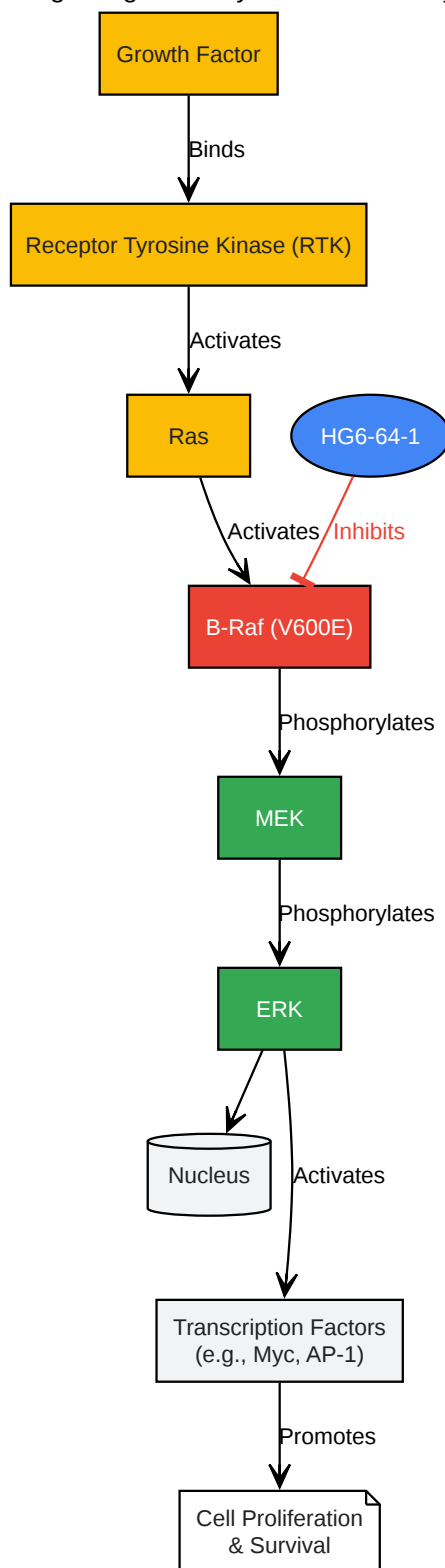 Growth Factor
Binds
Receptor Tyrosine Kinase (RTK)
Activates
Ras
HG6-64-1
Activates
Inhibits
B-Raf (V600E)
Phosphorylates
MEK
Phosphorylates
ERK
Nucleus
Activates
Transcription Factors
(e.g., Myc, AP-1)
Promotes
Cell Proliferation
& Survival